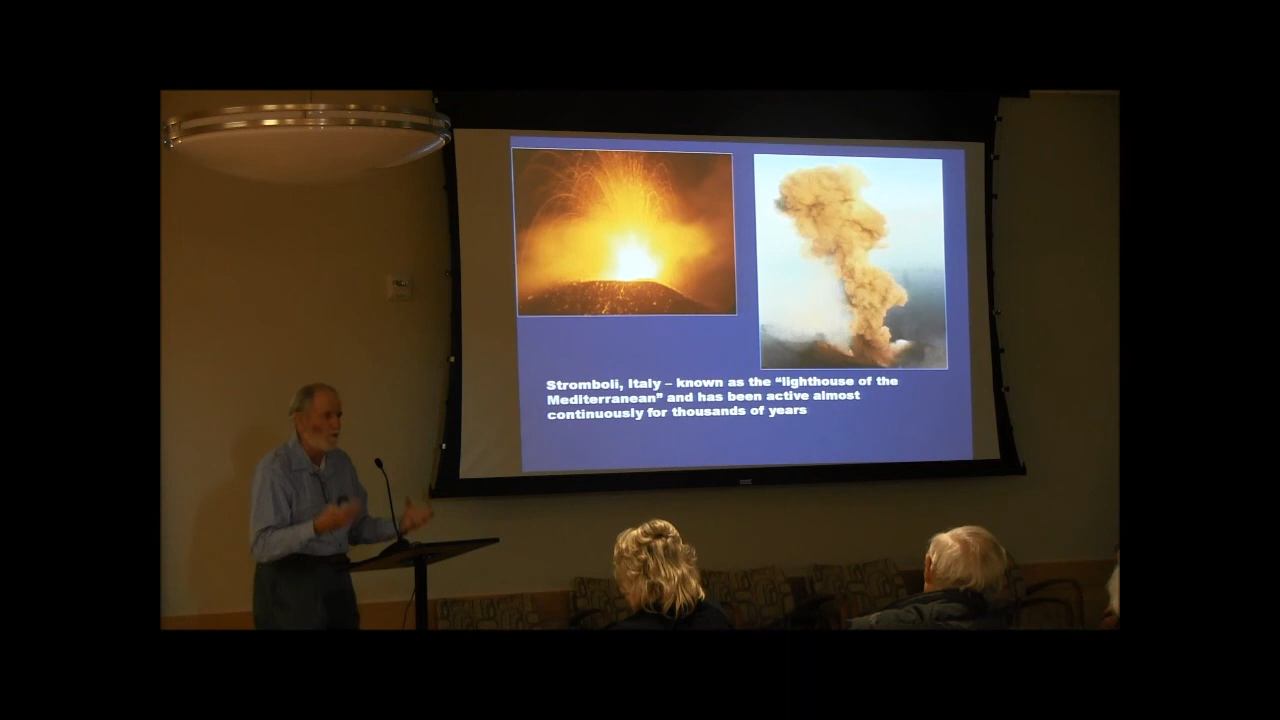 Stromboli, Italy – known as the “lighthouse of the
Mediterranean” and has been active almost
continuously for thousands of years